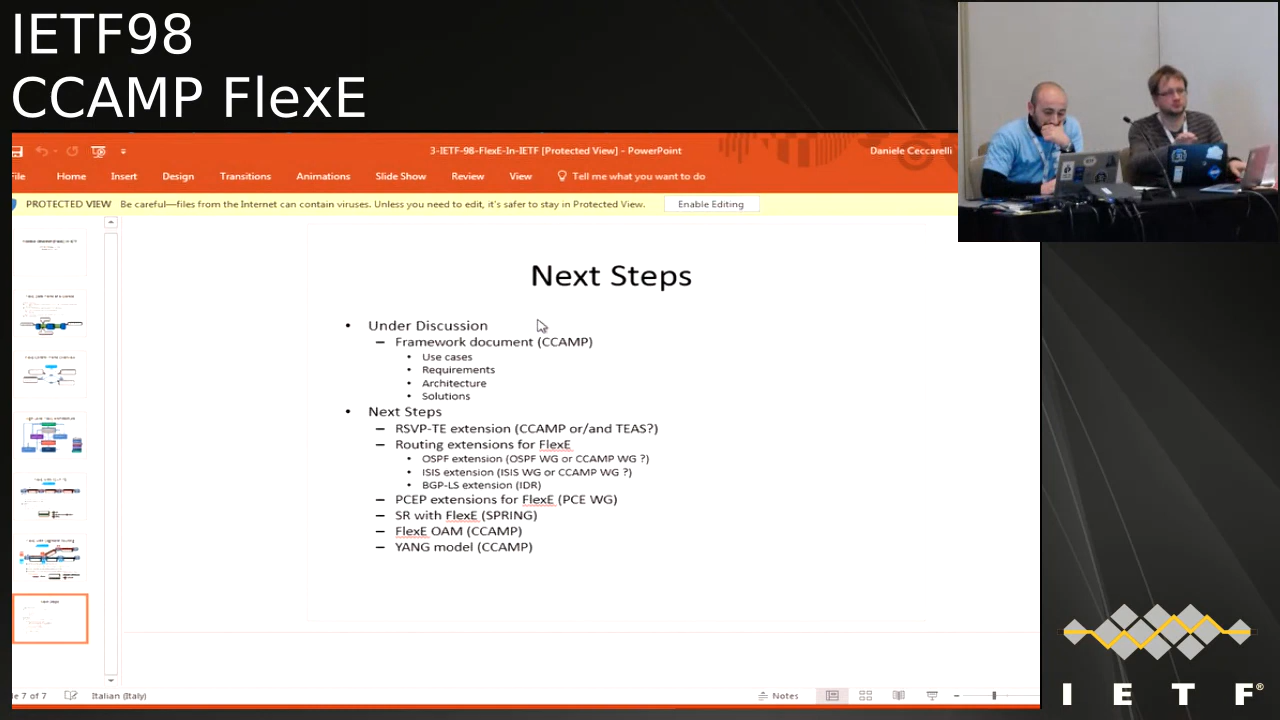 IETF98
CCAMP FlexE
3-IETF-98-FlexE-In-IETF [Protected View] - PowerPoint
Daniele Ceccarelli
File Home Insert Design Transitions Animations Slide Show Review View Tell me what you want to do
PROTECTED VIEW Be careful—files from the Internet can contain viruses. Unless you need to edit, it's safer to stay in Protected View. Enable Editing
Next Steps
• Under Discussion
– Framework document (CCAMP)
• Use cases
• Requirements
• Architecture
• Solutions
• Next Steps
– RSVP-TE extension (CCAMP or/and TEAS?)
– Routing extensions for FlexE
• OSPF extension (OSPF WG or CCAMP WG ?)
• ISIS extension (ISIS WG or CCAMP WG ?)
• BGP-LS extension (IDR)
– PCEP extensions for FlexE (PCE WG)
– SR with FlexE (SPRING)
– FlexE OAM (CCAMP)
– YANG model (CCAMP)
e 7 of 7 Italian (Italy) Notes
IETF®